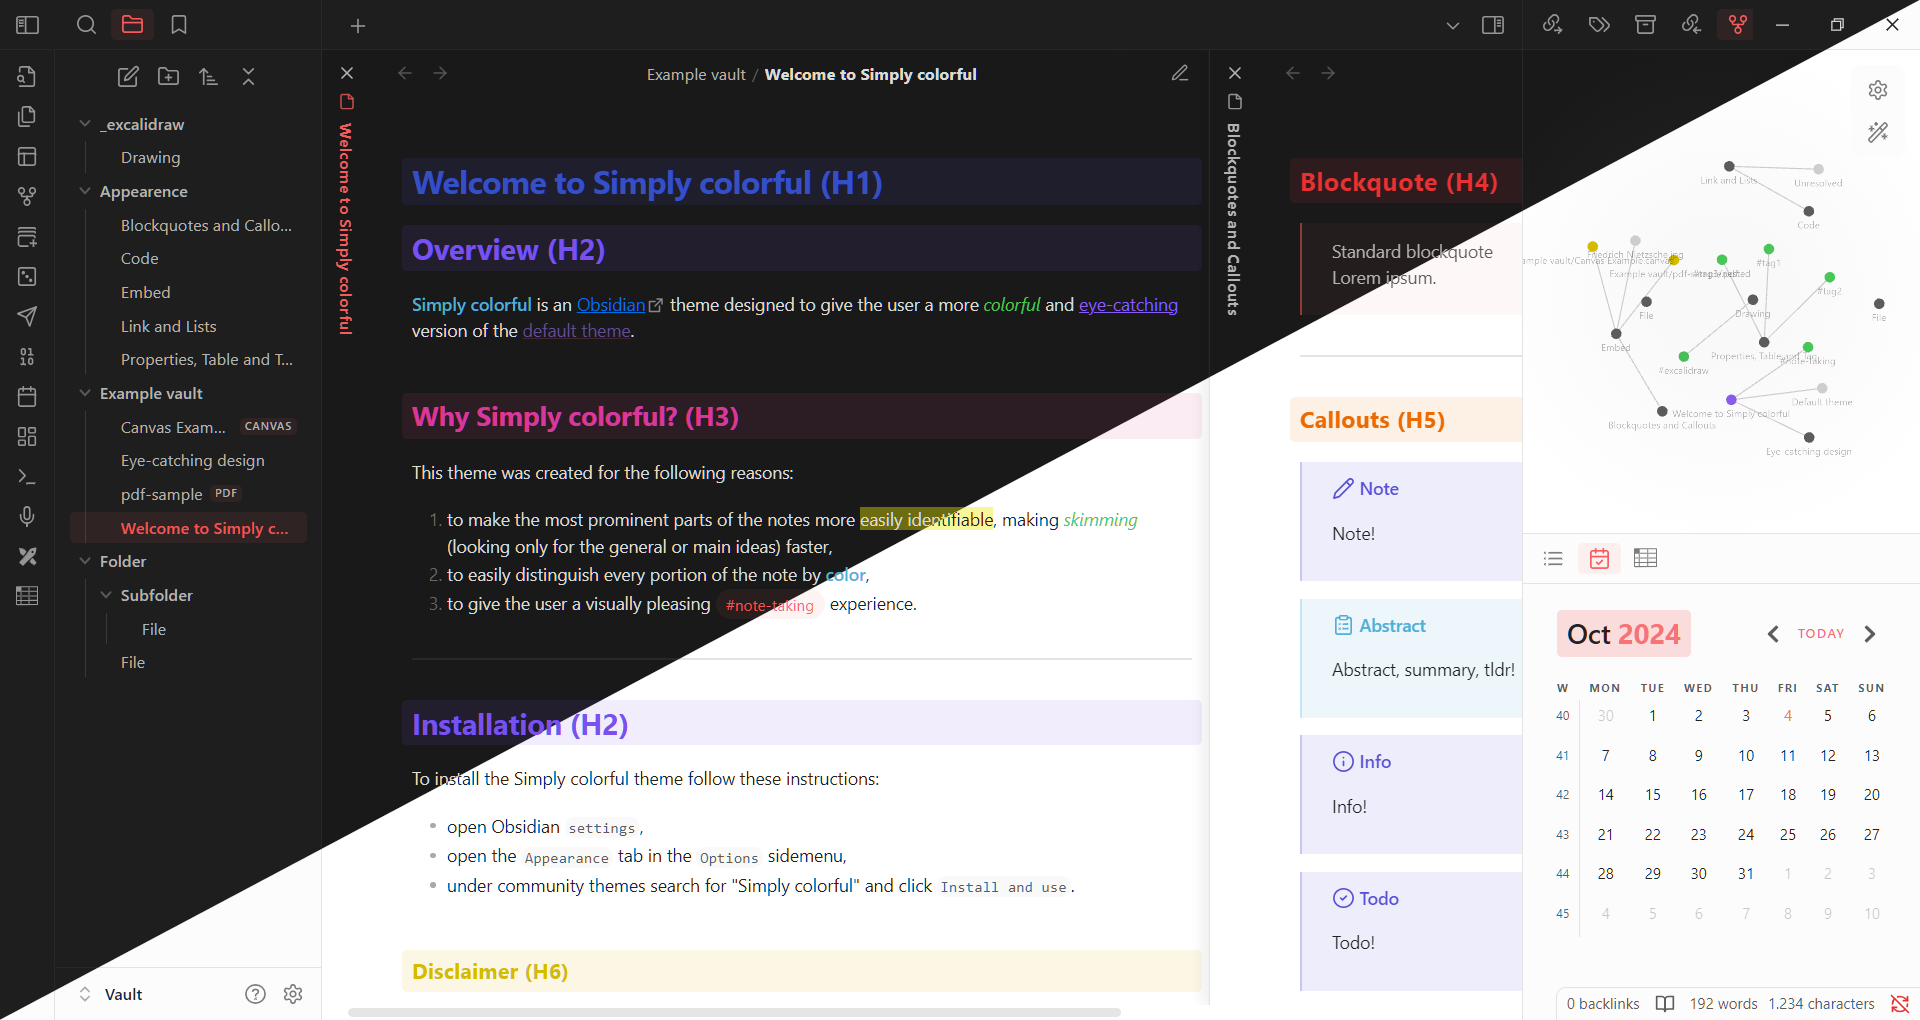 _excalidraw
Drawing
Appearence
Blockquotes and Callo...
Code
Embed
Link and Lists
Properties, Table and T...
Example vault
Canvas Exam... CANVAS
Eye-catching design
pdf-sample PDF
Welcome to Simply c...
Folder
Subfolder
File
File
Vault
Welcome to Simply colorful
Example vault / Welcome to Simply colorful
Welcome to Simply colorful (H1)
Overview (H2)
Simply colorful is an Obsidian theme designed to give the user a more colorful and eye-catching
version of the default theme.
Why Simply colorful? (H3)
This theme was created for the following reasons:
1. to make the most prominent parts of the notes more easily identifiable, making skimming
(looking only for the general or main ideas) faster,
2. to easily distinguish every portion of the note by color,
3. to give the user a visually pleasing #note-taking experience.
Installation (H2)
To install the Simply colorful theme follow these instructions:
• open Obsidian settings,
• open the Appearance tab in the Options sidemenu,
• under community themes search for "Simply colorful" and click Install and use.
Disclaimer (H6)
Blockquotes and Callouts
Blockquote (H4)
Standard blockquote
Lorem ipsum.
Callouts (H5)
Note
Note!
Abstract
Abstract, summary, tldr!
Info
Info!
Todo
Todo!
Link and Lists
Unresolved
Code
Friedrich Nietzsche.jpg
ample vault/Canvas Example.canvas
Example vault/pdf-sample.pdf
#tag1
#tag2
File
Drawing
File
Embed
Properties, Table and Tag
#note-taking
#excalidraw
Default theme
Welcome to Simply colorful
Blockquotes and Callouts
Eye-catching design
Oct 2024
TODAY
W MON TUE WED THU FRI SAT SUN
40 30 1 2 3 4 5 6
41 7 8 9 10 11 12 13
42 14 15 16 17 18 19 20
43 21 22 23 24 25 26 27
44 28 29 30 31 1 2 3
45 4 5 6 7 8 9 10
0 backlinks 192 words 1.234 characters